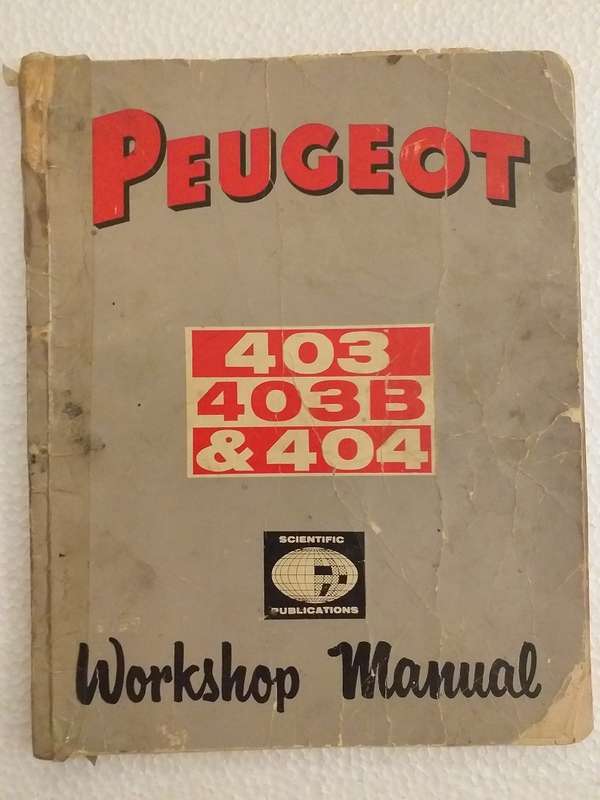 PEUGEOT
403
403B
& 404
SCIENTIFIC
PUBLICATIONS
Workshop Manual